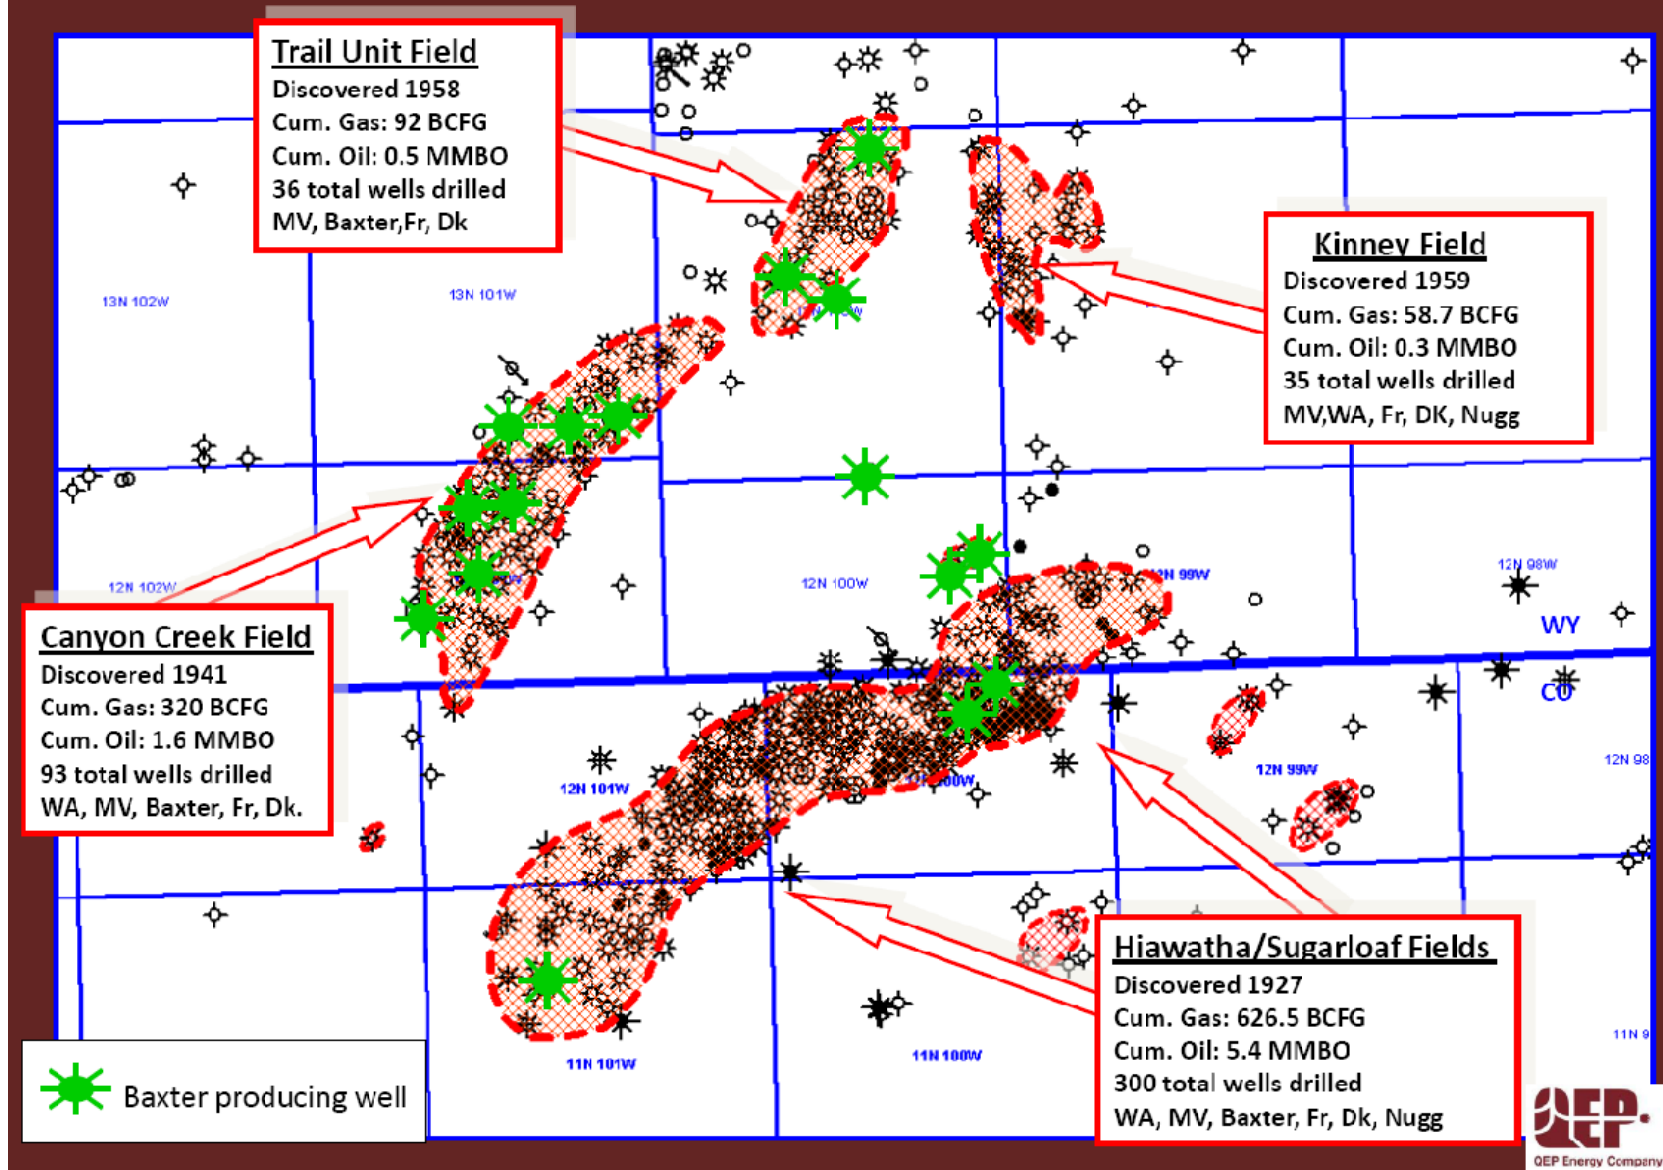 Trail Unit Field
Discovered 1958
Cum. Gas: 92 BCFG
Cum. Oil: 0.5 MMBO
36 total wells drilled
MV, Baxter,Fr, Dk
Kinney Field
Discovered 1959
Cum. Gas: 58.7 BCFG
Cum. Oil: 0.3 MMBO
35 total wells drilled
MV,WA, Fr, DK, Nugg
13N 102W
13N 101W
12N 102W
12N 100W
12N 99W
12N 98W
WY
CO
Canyon Creek Field
Discovered 1941
Cum. Gas: 320 BCFG
Cum. Oil: 1.6 MMBO
93 total wells drilled
WA, MV, Baxter, Fr, Dk.
12N 101W
12N 99W
12N 98
Hiawatha/Sugarloaf Fields
Discovered 1927
Cum. Gas: 626.5 BCFG
Cum. Oil: 5.4 MMBO
300 total wells drilled
WA, MV, Baxter, Fr, Dk, Nugg
11N 101W
11N 100W
11N 9
Baxter producing well
QEP
QEP Energy Company